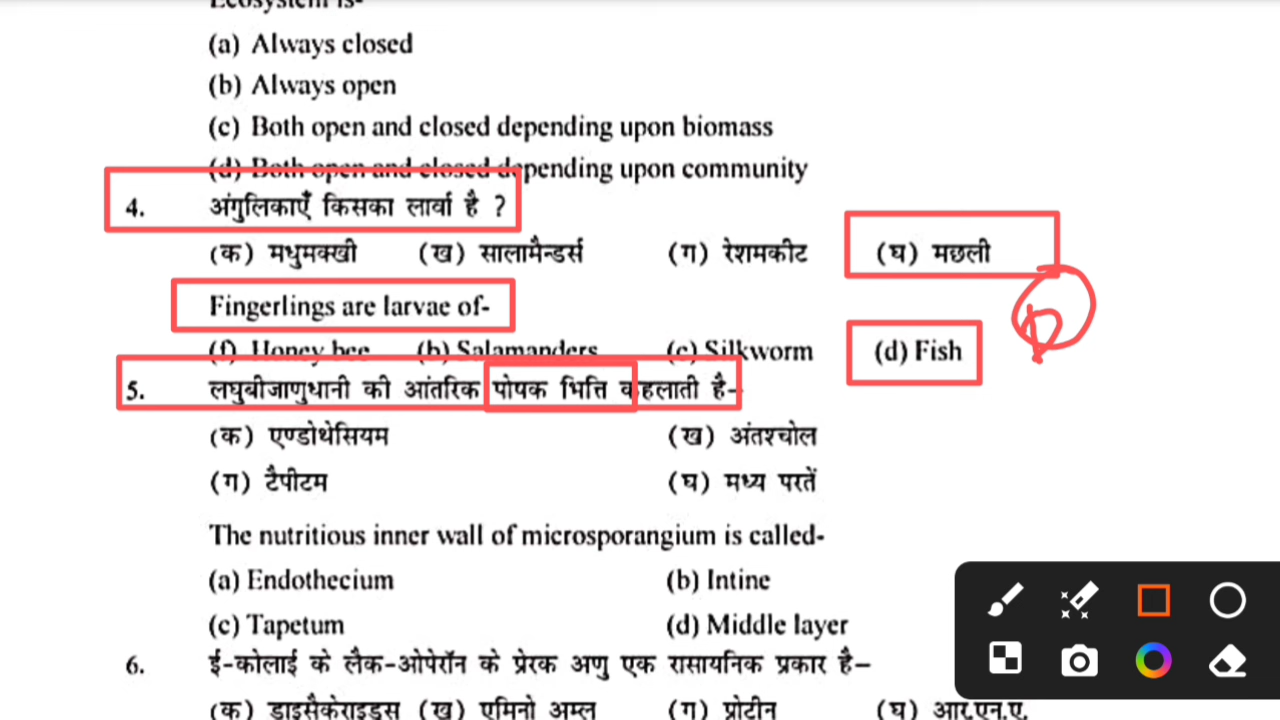 Ecosystem is-
(a) Always closed
(b) Always open
(c) Both open and closed depending upon biomass
(d) Both open and closed depending upon community
4. अंगुलिकाएँ किसका लार्वा है ?
(क) मधुमक्खी (ख) सालामैन्डर्स (ग) रेशमकीट (घ) मछली
Fingerlings are larvae of-
(f) Honey bee (b) Salamanders (c) Silkworm (d) Fish
D
5. लघुबीजाणुधानी की आंतरिक पोषक भित्ति कहलाती है-
(क) एण्डोथेसियम (ख) अंतश्चोल
(ग) टैपीटम (घ) मध्य परतें
The nutritious inner wall of microsporangium is called-
(a) Endothecium (b) Intine
(c) Tapetum (d) Middle layer
6. ई-कोलाई के लैक-ओपेरॉन के प्रेरक अणु एक रासायनिक प्रकार है–
(क) डाइसैकेराइड्स (ख) एमिनो अम्ल (ग) प्रोटीन (घ) आर.एन.ए.